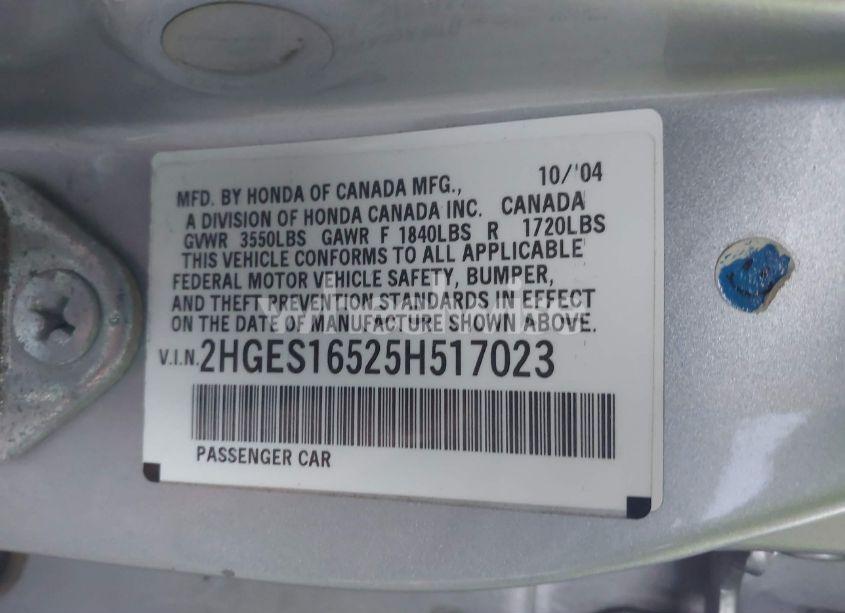 MFD. BY HONDA OF CANADA MFG., 10/'04
A DIVISION OF HONDA CANADA INC. CANADA
GVWR 3550LBS GAWR F 1840LBS R 1720LBS
THIS VEHICLE CONFORMS TO ALL APPLICABLE
FEDERAL MOTOR VEHICLE SAFETY, BUMPER,
AND THEFT PREVENTION STANDARDS IN EFFECT
ON THE DATE OF MANUFACTURE SHOWN ABOVE.
V.I.N. 2HGES16525H517023
PASSENGER CAR